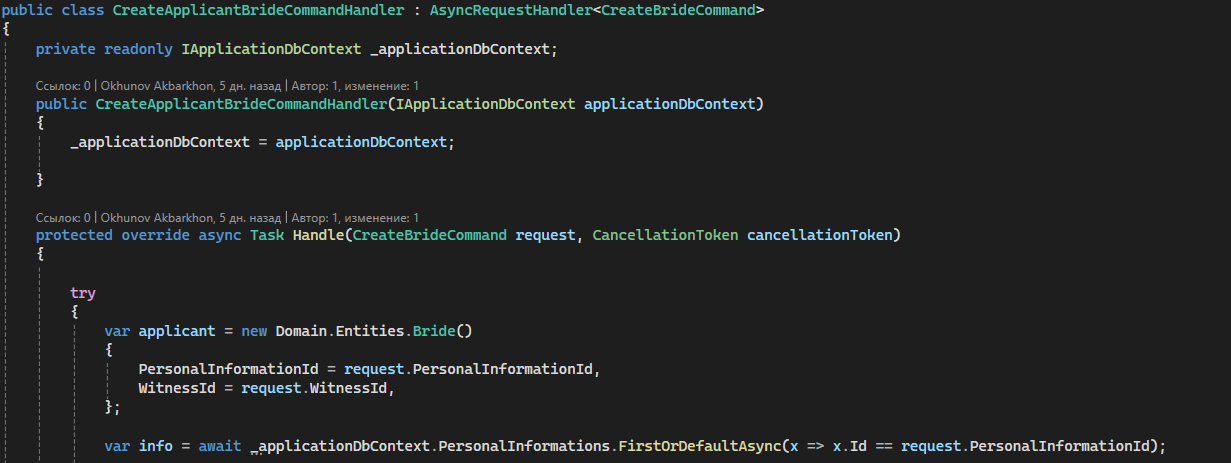 public class CreateApplicantBrideCommandHandler : AsyncRequestHandler<CreateBrideCommand>
{
private readonly IApplicationDbContext _applicationDbContext;
Ссылок: 0 | Okhunov Akbarkhon, 5 дн. назад | Автор: 1, изменение: 1
public CreateApplicantBrideCommandHandler(IApplicationDbContext applicationDbContext)
{
_applicationDbContext = applicationDbContext;
}
Ссылок: 0 | Okhunov Akbarkhon, 5 дн. назад | Автор: 1, изменение: 1
protected override async Task Handle(CreateBrideCommand request, CancellationToken cancellationToken)
{
try
{
var applicant = new Domain.Entities.Bride()
{
PersonalInformationId = request.PersonalInformationId,
WitnessId = request.WitnessId,
};
var info = await _applicationDbContext.PersonalInformations.FirstOrDefaultAsync(x => x.Id == request.PersonalInformationId);